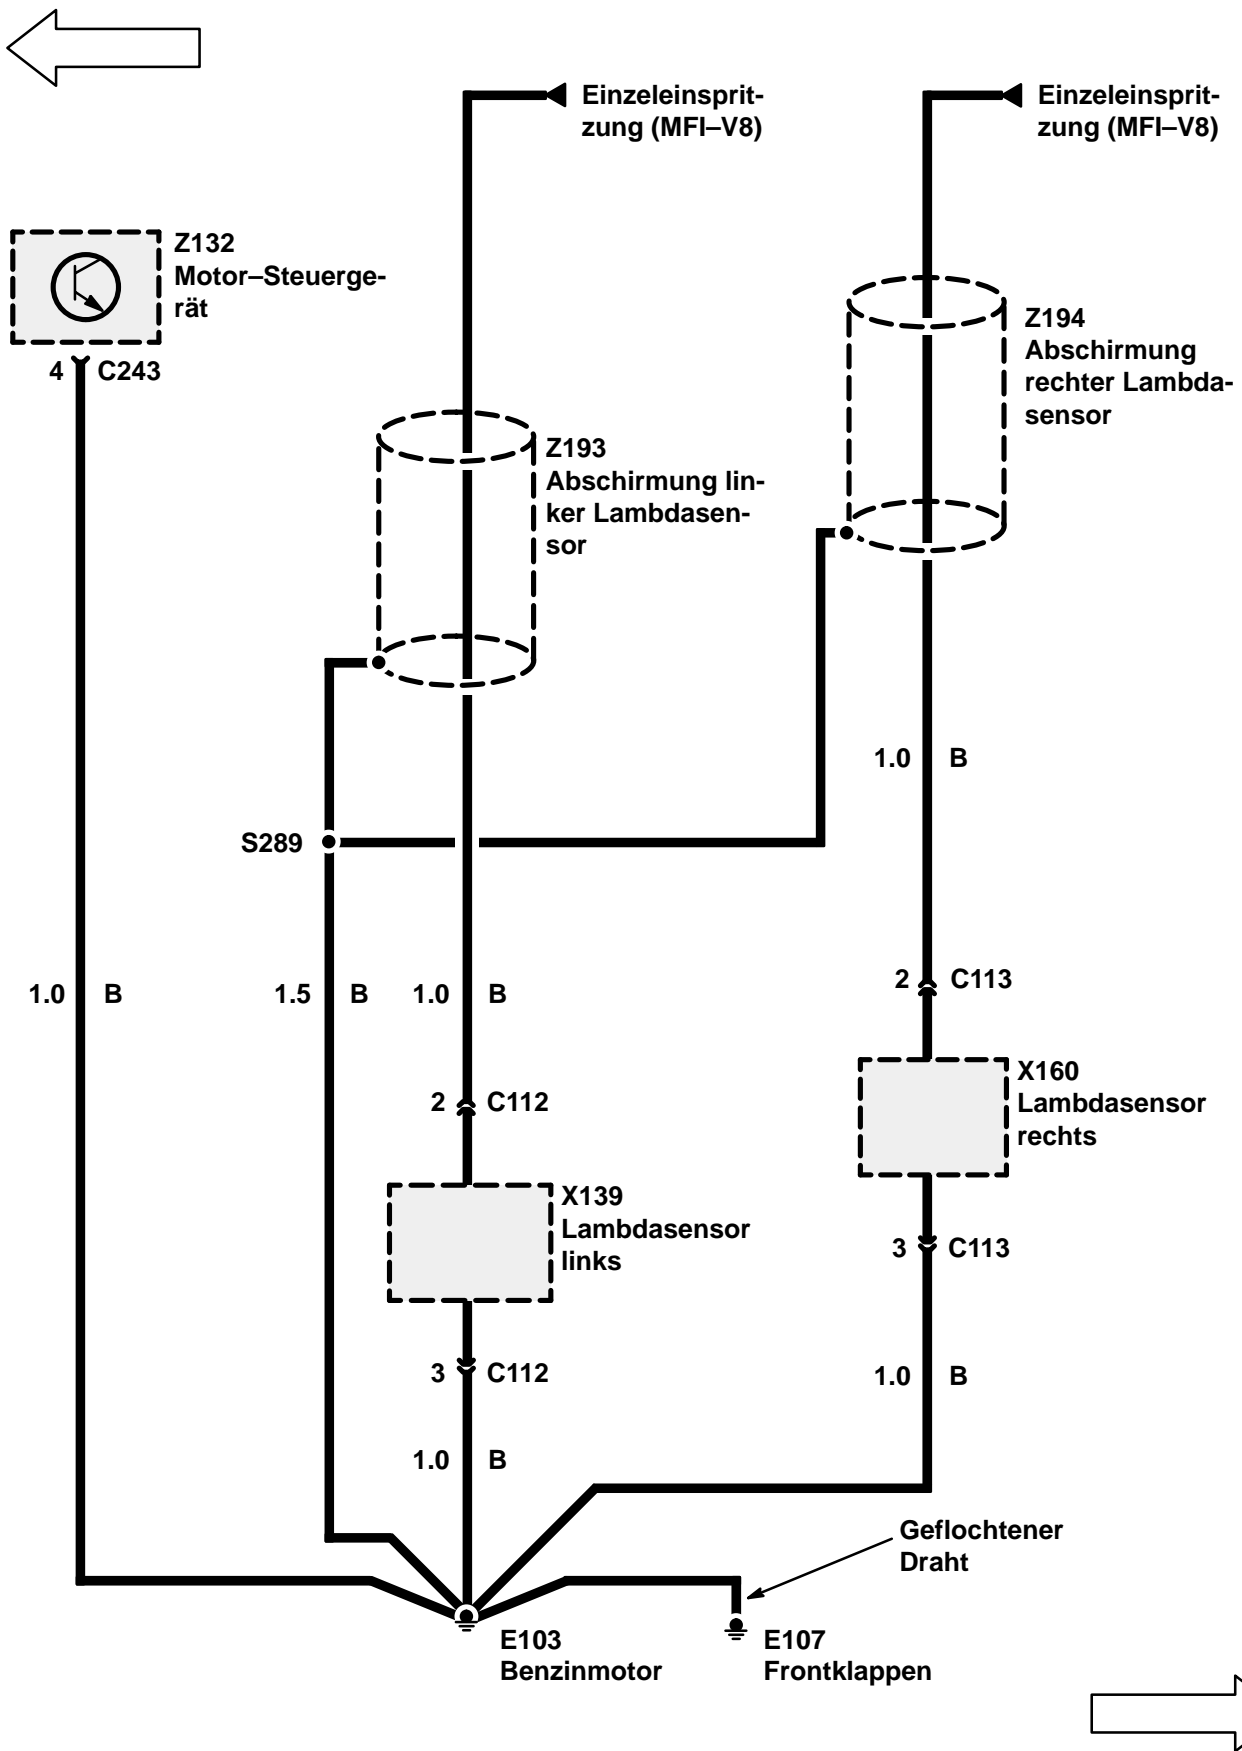 Einzeleinsprit-
zung (MFI–V8)
Einzeleinsprit-
zung (MFI–V8)
Z132
Motor–Steuerge-
rät
4 C243
Z194
Abschirmung
rechter Lambda-
sensor
Z193
Abschirmung lin-
ker Lambdasen-
sor
1.0 B
S289
1.0 B
1.5 B
1.0 B
2 C113
X160
Lambdasensor
rechts
2 C112
X139
Lambdasensor
links
3 C113
3 C112
1.0 B
1.0 B
Geflochtener
Draht
E103
Benzinmotor
E107
Frontklappen